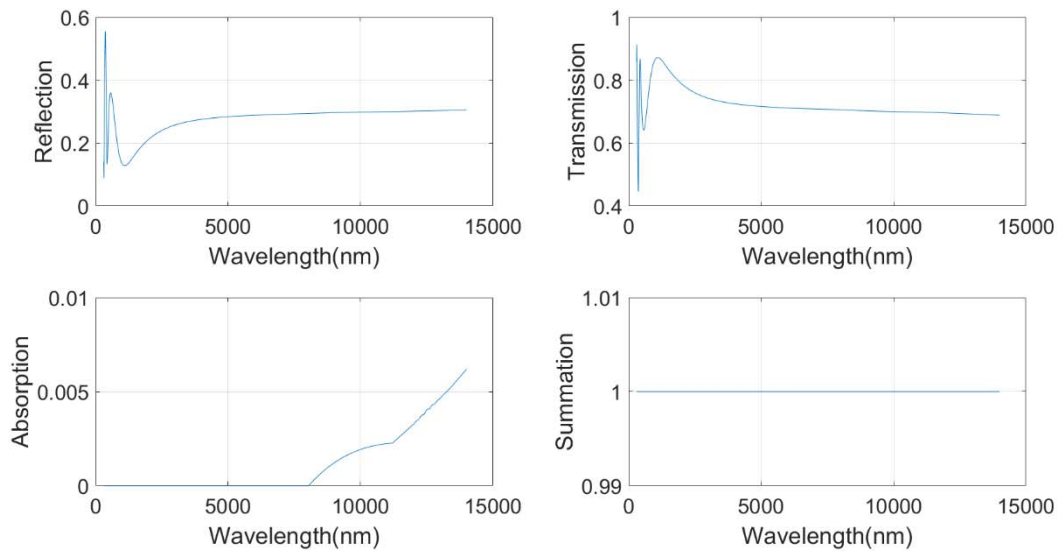 Reflection
0.6
0.4
0.2
0
0 5000 10000 15000
Wavelength(nm)
Transmission
1
0.8
0.6
0.4
0 5000 10000 15000
Wavelength(nm)
Absorption
0.01
0.005
0
0 5000 10000 15000
Wavelength(nm)
Summation
1.01
1
0.99
0 5000 10000 15000
Wavelength(nm)